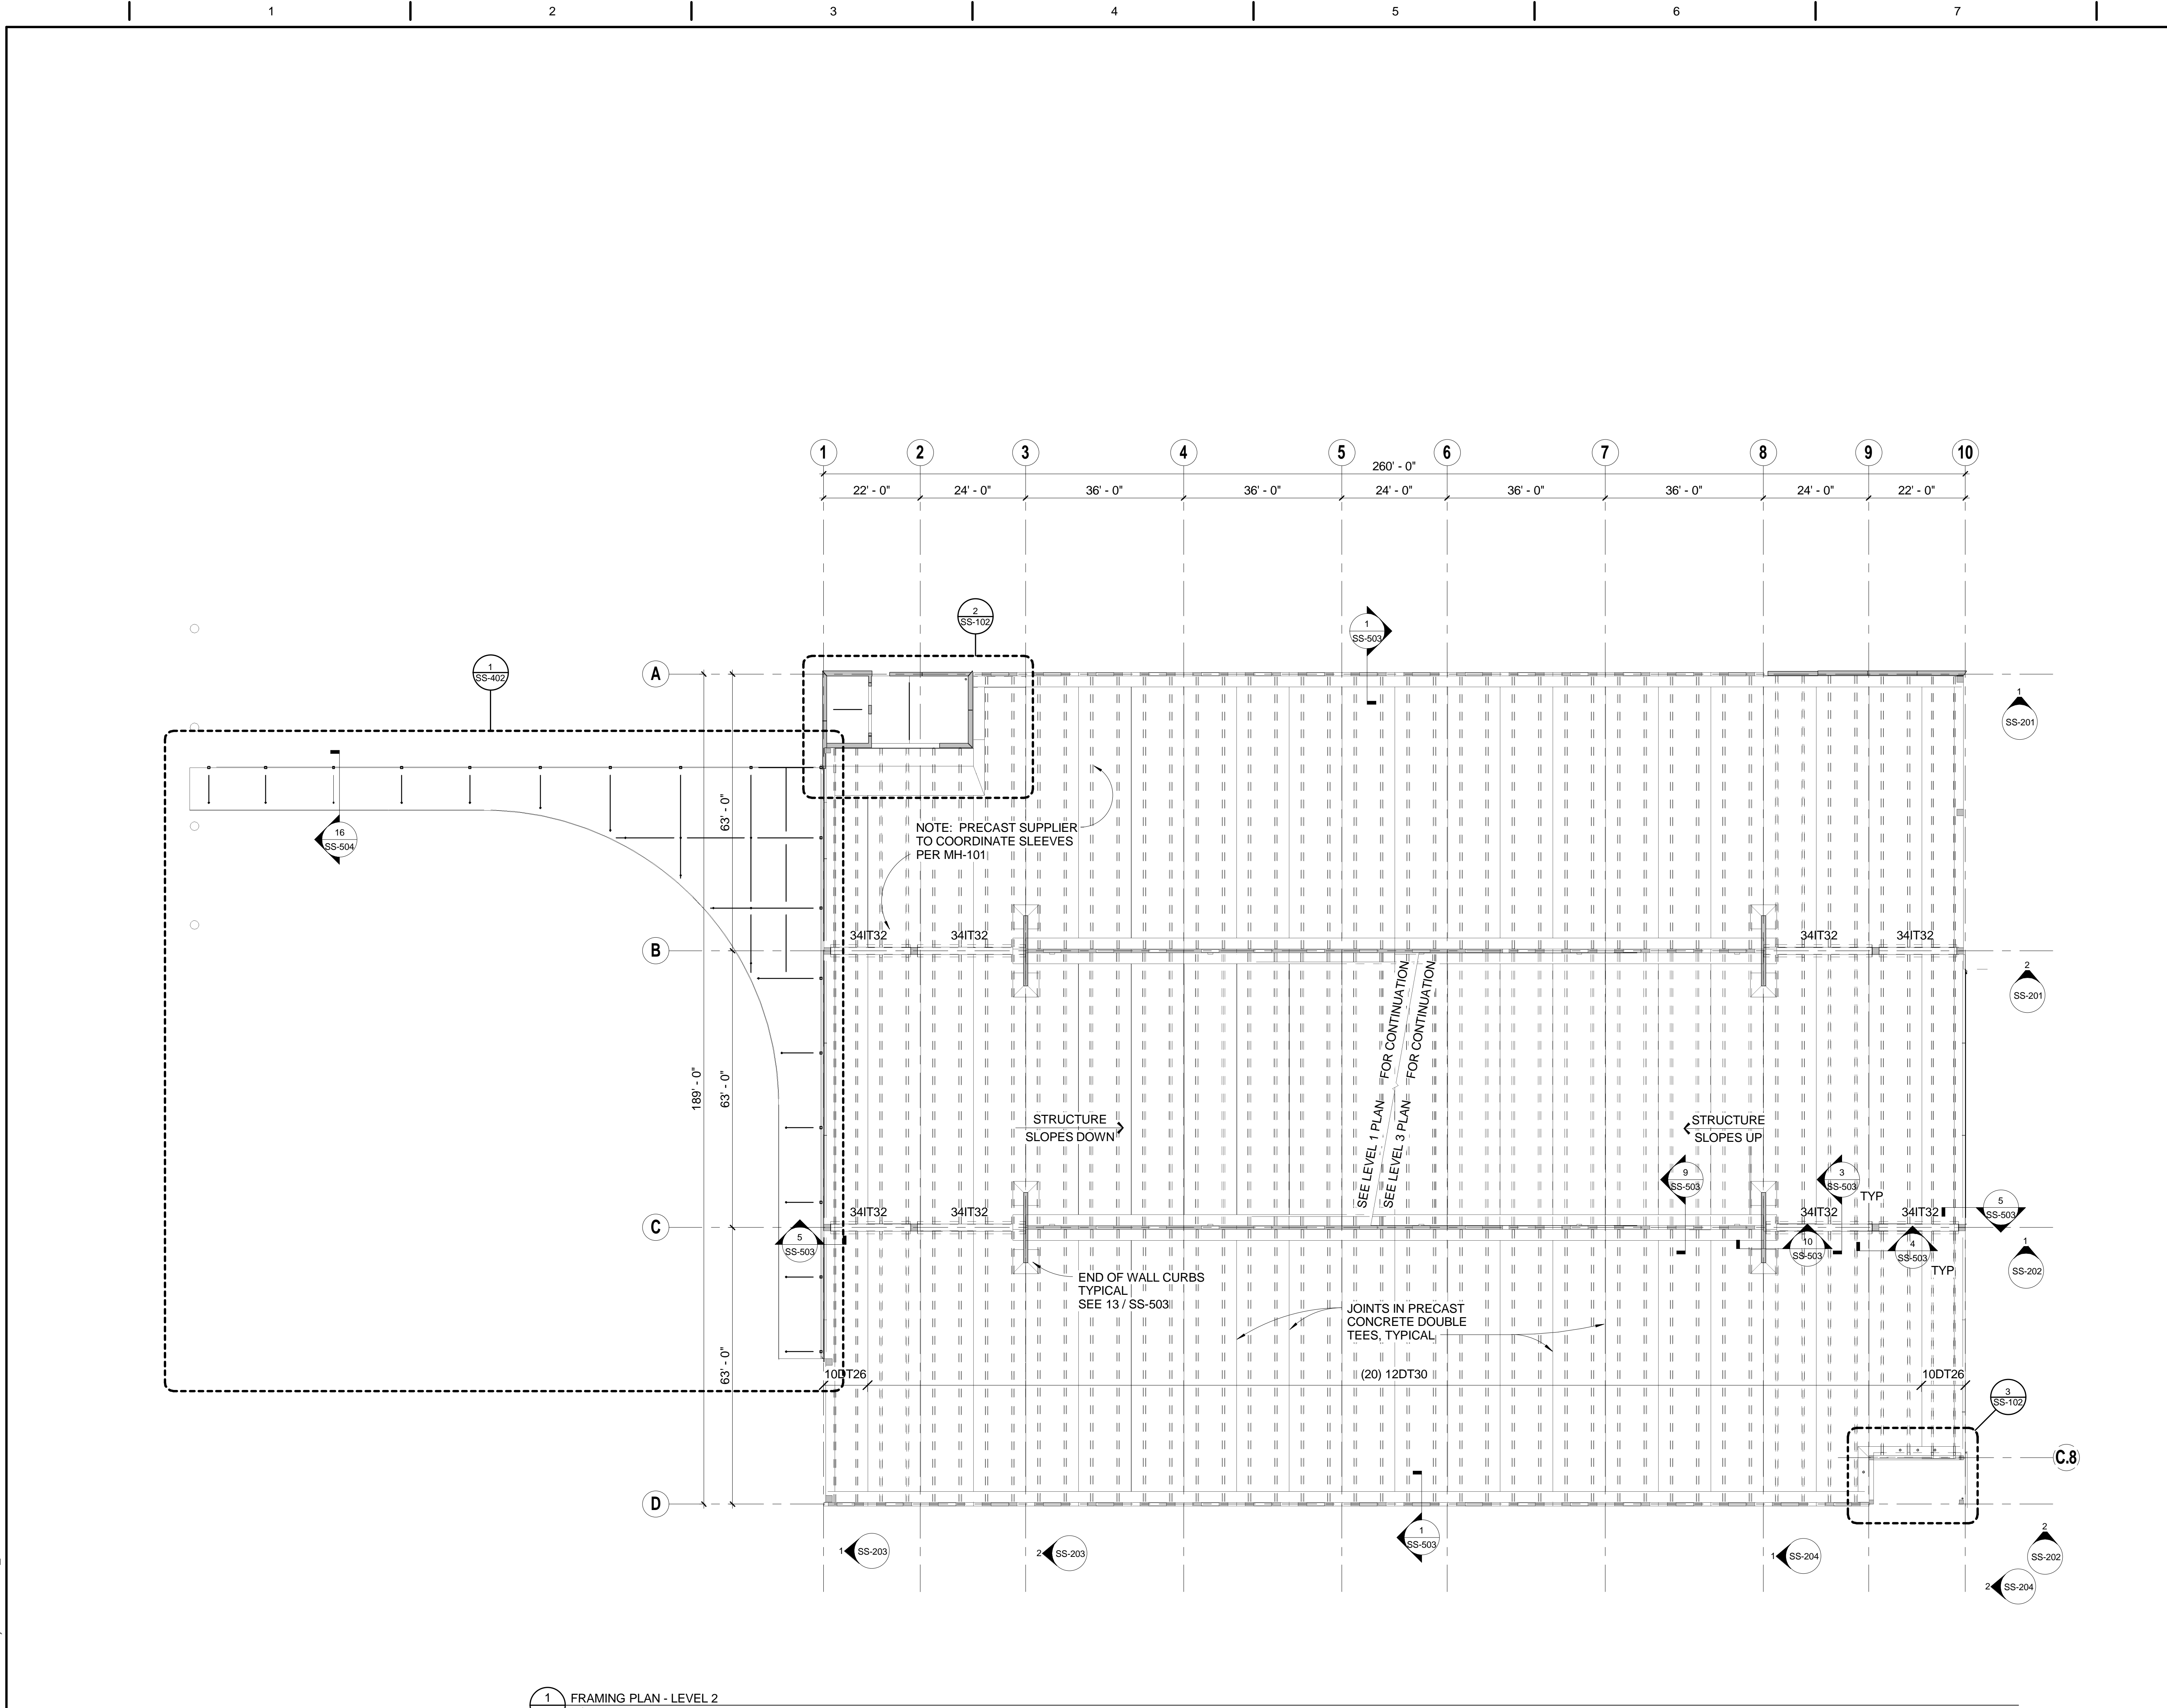 1 2 3 4 5 6 7
1 2 3 4 5 6 7 8 9 10
260' - 0"
22' - 0" 24' - 0" 36' - 0" 36' - 0" 24' - 0" 36' - 0" 36' - 0" 24' - 0" 22' - 0"
2
SS-102
1
SS-503
1
SS-402
A
1
SS-201
63' - 0"
16
SS-504
NOTE: PRECAST SUPPLIER
TO COORDINATE SLEEVES
PER MH-101
34IT32 34IT32 34IT32 34IT32
B
2
SS-201
SEE LEVEL 1 PLAN FOR CONTINUATION
SEE LEVEL 3 PLAN FOR CONTINUATION
189' - 0"
63' - 0"
STRUCTURE
SLOPES DOWN
STRUCTURE
SLOPES UP
9
SS-503
3
SS-503
TYP
5
SS-503
34IT32 34IT32 34IT32 34IT32
C
5
SS-503
10
SS-503
4
SS-503
TYP
1
SS-202
END OF WALL CURBS
TYPICAL
SEE 13 / SS-503
JOINTS IN PRECAST
CONCRETE DOUBLE
TEES, TYPICAL
63' - 0"
10DT26 (20) 12DT30 10DT26
3
SS-102
C.8
D
1 SS-203
2 SS-203
1
SS-503
1 SS-204
2
SS-202
2 SS-204
1 FRAMING PLAN - LEVEL 2